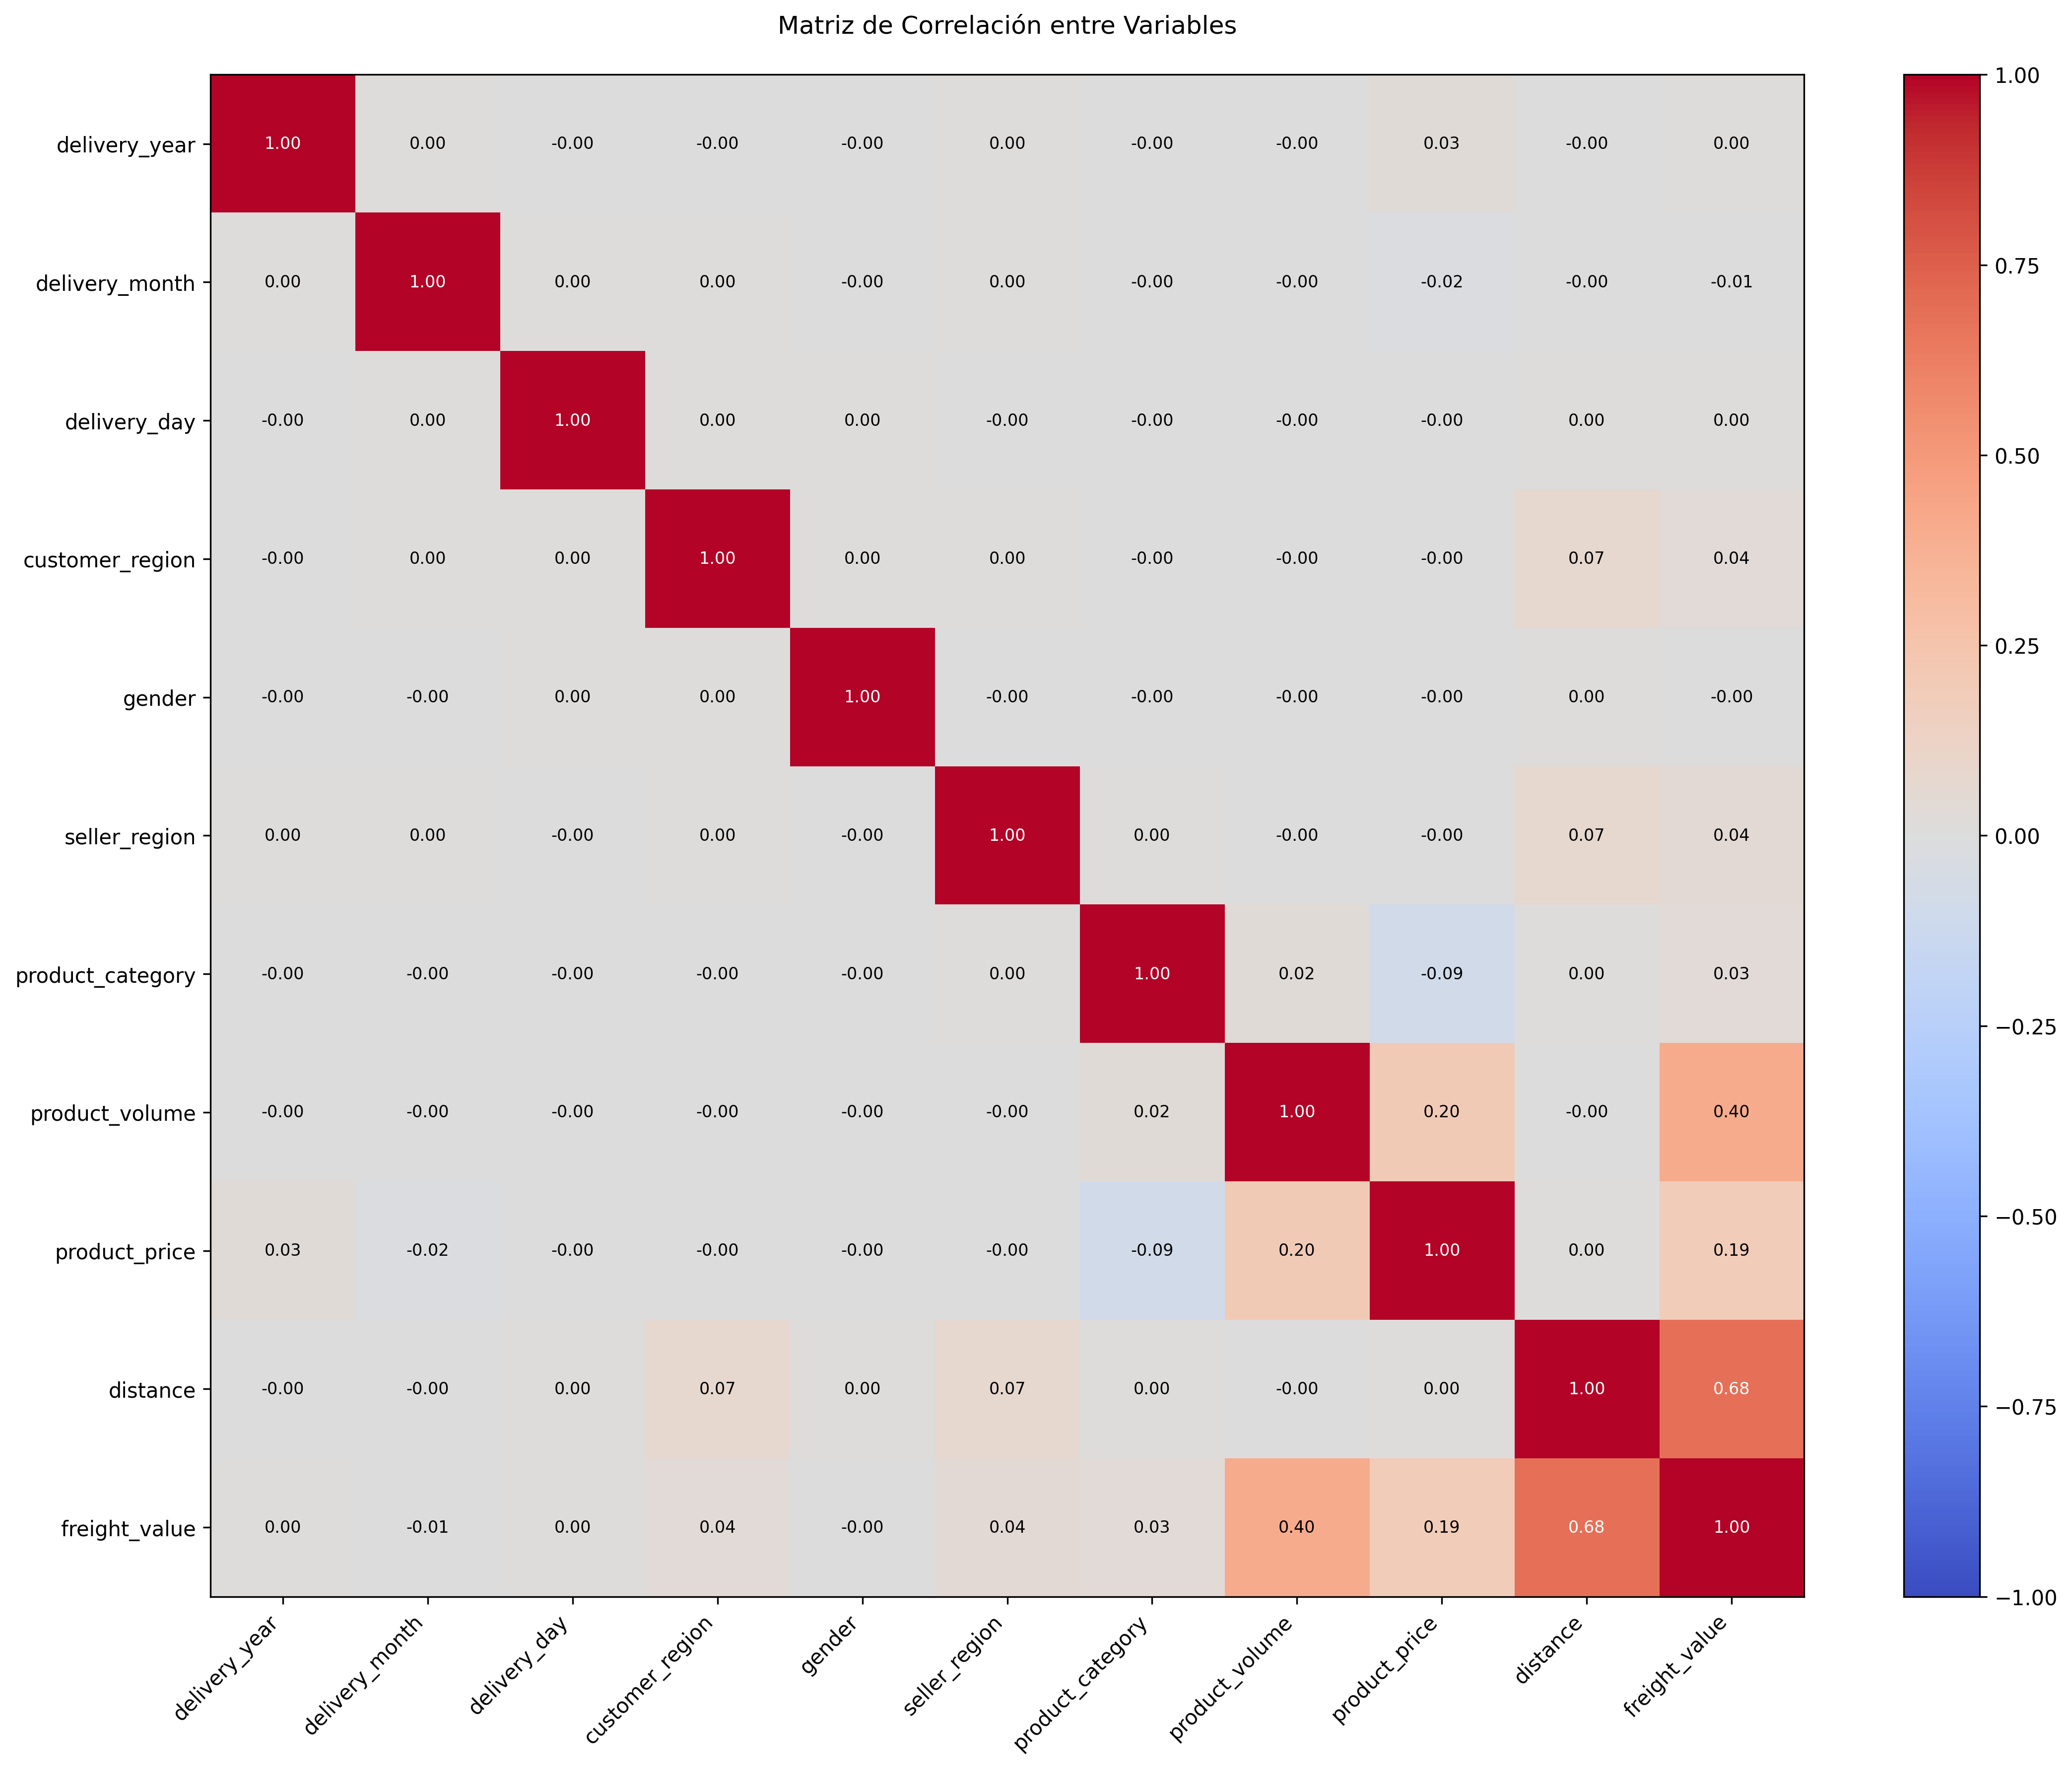 Matriz de Correlación entre Variables
delivery_year 1.00 0.00 -0.00 -0.00 -0.00 0.00 -0.00 -0.00 0.03 -0.00 0.00
delivery_month 0.00 1.00 0.00 0.00 -0.00 0.00 -0.00 -0.00 -0.02 -0.00 -0.01
delivery_day -0.00 0.00 1.00 0.00 0.00 -0.00 -0.00 -0.00 -0.00 0.00 0.00
customer_region -0.00 0.00 0.00 1.00 0.00 0.00 -0.00 -0.00 -0.00 0.07 0.04
gender -0.00 -0.00 0.00 0.00 1.00 -0.00 -0.00 -0.00 -0.00 0.00 -0.00
seller_region 0.00 0.00 -0.00 0.00 -0.00 1.00 0.00 -0.00 -0.00 0.07 0.04
product_category -0.00 -0.00 -0.00 -0.00 -0.00 0.00 1.00 0.02 -0.09 0.00 0.03
product_volume -0.00 -0.00 -0.00 -0.00 -0.00 -0.00 0.02 1.00 0.20 -0.00 0.40
product_price 0.03 -0.02 -0.00 -0.00 -0.00 -0.00 -0.09 0.20 1.00 0.00 0.19
distance -0.00 -0.00 0.00 0.07 0.00 0.07 0.00 -0.00 0.00 1.00 0.68
freight_value 0.00 -0.01 0.00 0.04 -0.00 0.04 0.03 0.40 0.19 0.68 1.00
delivery_year delivery_month delivery_day customer_region gender seller_region product_category product_volume product_price distance freight_value
1.00
0.75
0.50
0.25
0.00
−0.25
−0.50
−0.75
−1.00